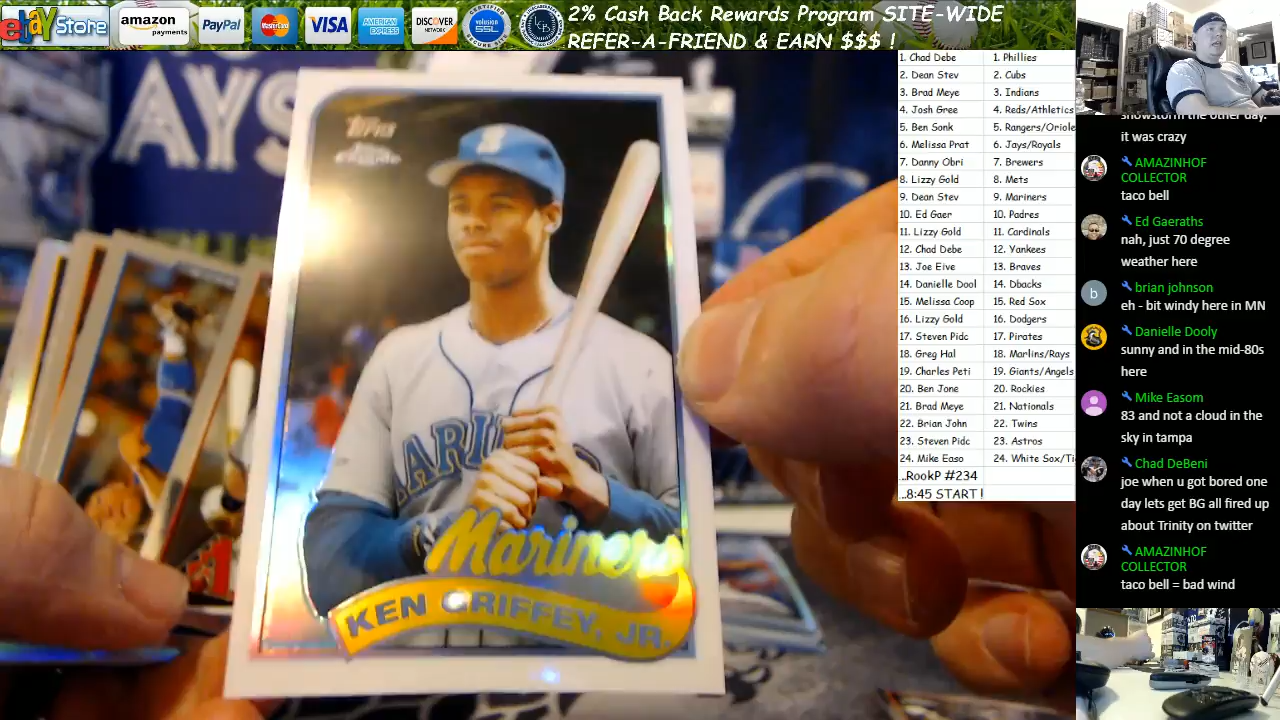 ebay Store
amazon
payments
PayPal
MasterCard
VISA
AMERICAN
EXPRESS
DISCOVER
NETWORK
CERTIFIED
volusion
SSL
2% Cash Back Rewards Program SITE-WIDE
REFER-A-FRIEND & EARN $$$ !
AYS
Topps
Chrome
MARI
Mariners
KEN GRIFFEY, JR.
1. Chad Debe 1. Phillies
2. Dean Stev 2. Cubs
3. Brad Meye 3. Indians
4. Josh Gree 4. Reds/Athletics
5. Ben Sonk 5. Rangers/Oriole
6. Melissa Prat 6. Jays/Royals
7. Danny Obri 7. Brewers
8. Lizzy Gold 8. Mets
9. Dean Stev 9. Mariners
10. Ed Gaer 10. Padres
11. Lizzy Gold 11. Cardinals
12. Chad Debe 12. Yankees
13. Joe Eive 13. Braves
14. Danielle Dool 14. Dbacks
15. Melissa Coop 15. Red Sox
16. Lizzy Gold 16. Dodgers
17. Steven Pidc 17. Pirates
18. Greg Hal 18. Marlins/Rays
19. Charles Peti 19. Giants/Angels
20. Ben Jone 20. Rockies
21. Brad Meye 21. Nationals
22. Brian John 22. Twins
23. Steven Pidc 23. Astros
24. Mike Easo 24. White Sox/Ti
...RookP #234
...8:45 START !
snowstorm the other day.
it was crazy
AMAZINHOF
COLLECTOR
taco bell
Ed Gaeraths
nah, just 70 degree
weather here
b
brian johnson
eh - bit windy here in MN
Danielle Dooly
sunny and in the mid-80s
here
Mike Easom
83 and not a cloud in the
sky in tampa
Chad DeBeni
joe when u got bored one
day lets get BG all fired up
about Trinity on twitter
AMAZINHOF
COLLECTOR
taco bell = bad wind